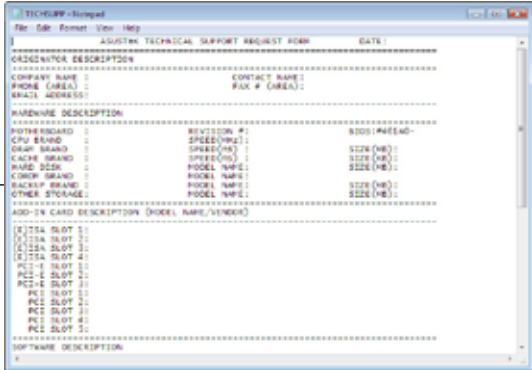 TECHSUPP - Notepad
File Edit Format View Help
ASUSTEK TECHNICAL SUPPORT REQUEST FORM DATE:
ORIGINATOR DESCRIPTION
COMPANY NAME : CONTACT NAME:
PHONE (AREA) : FAX # (AREA):
EMAIL ADDRESS:
HARDWARE DESCRIPTION
MOTHERBOARD : REVISION #: BIOS:#401A0-
CPU BRAND : SPEED(MHz):
DRAM BRAND : SPEED(MS) : SIZE(MB):
CACHE BRAND : SPEED(MS) : SIZE(KB):
HARD DISK : MODEL NAME: SIZE(MB):
CDROM BRAND : MODEL NAME:
BACKUP BRAND : MODEL NAME: SIZE(MB):
OTHER STORAGE: MODEL NAME: SIZE(MB):
ADD-IN CARD DESCRIPTION (MODEL NAME/VENDOR)
(E)ISA SLOT 1:
(E)ISA SLOT 2:
(E)ISA SLOT 3:
(E)ISA SLOT 4:
PCI-E SLOT 1:
PCI-E SLOT 2:
PCI-E SLOT 3:
PCI SLOT 1:
PCI SLOT 2:
PCI SLOT 3:
PCI SLOT 4:
PCI SLOT 5:
SOFTWARE DESCRIPTION